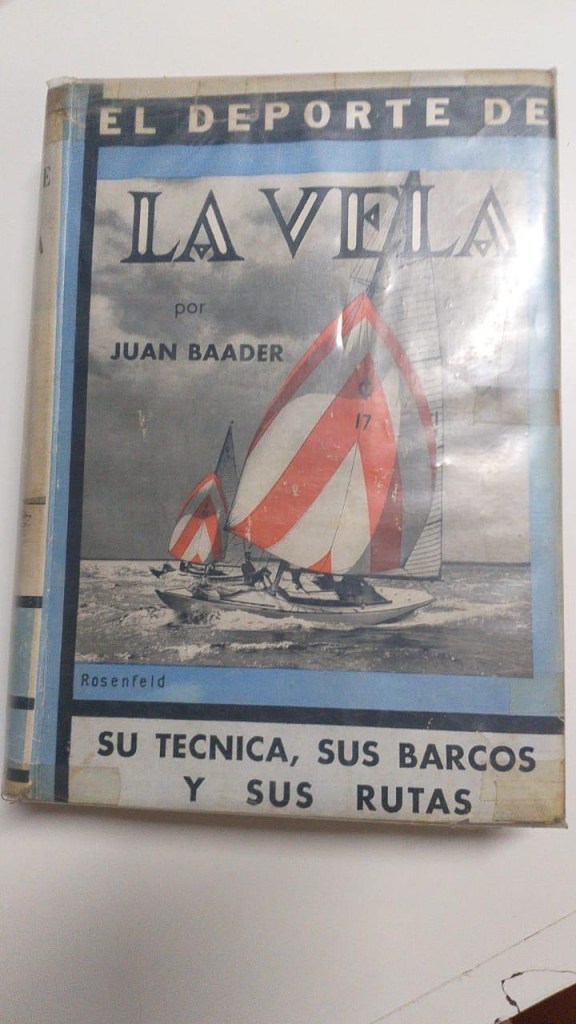 EL DEPORTE DE
LA VELA
por
JUAN BAADER
17
Rosenfeld
SU TECNICA, SUS BARCOS
Y SUS RUTAS